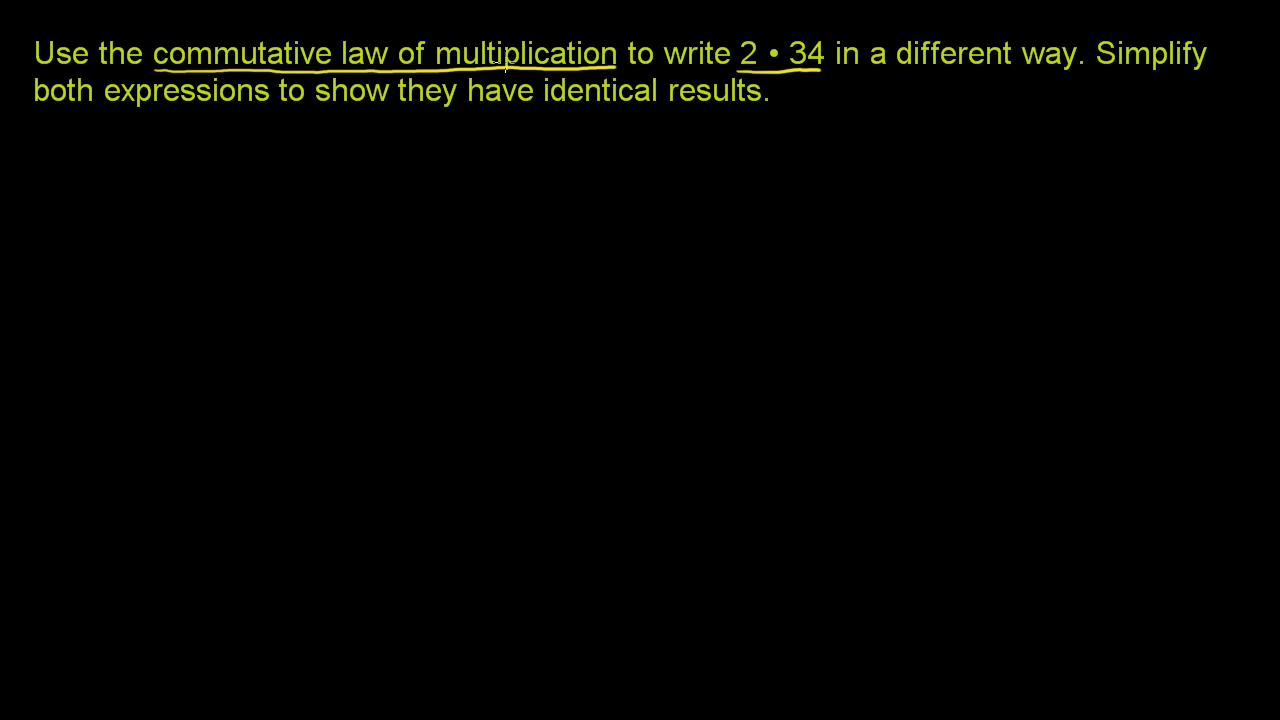 Use the commutative law of multiplication to write 2 • 34 in a different way. Simplify
both expressions to show they have identical results.